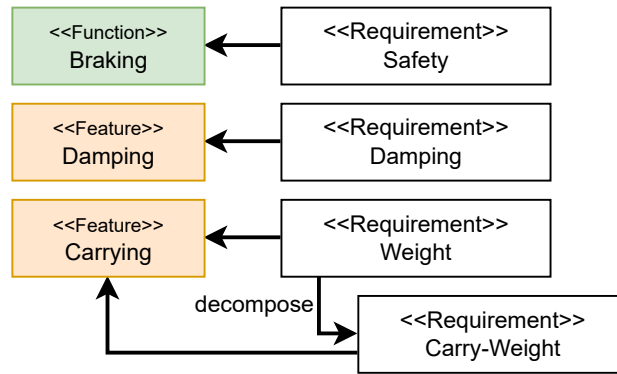 <<Function>>
Braking
<<Requirement>>
Safety
<<Feature>>
Damping
<<Requirement>>
Damping
<<Feature>>
Carrying
<<Requirement>>
Weight
decompose
<<Requirement>>
Carry-Weight